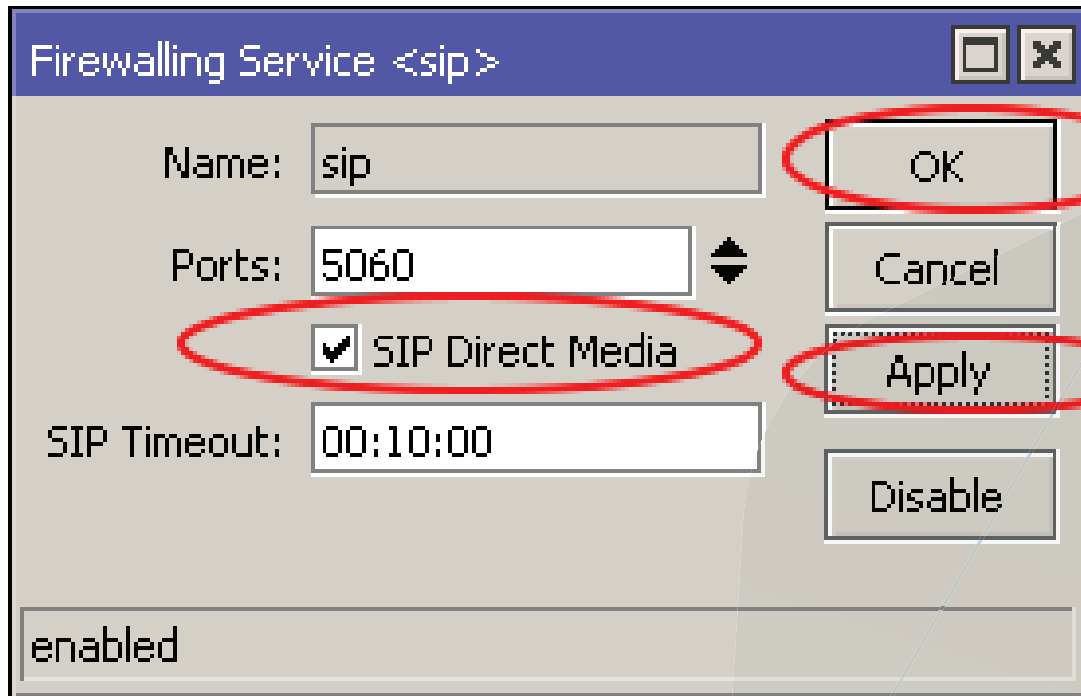 Firewalling Service <sip>
Name: sip
OK
Ports: 5060
Cancel
SIP Direct Media
Apply
SIP Timeout: 00:10:00
Disable
enabled